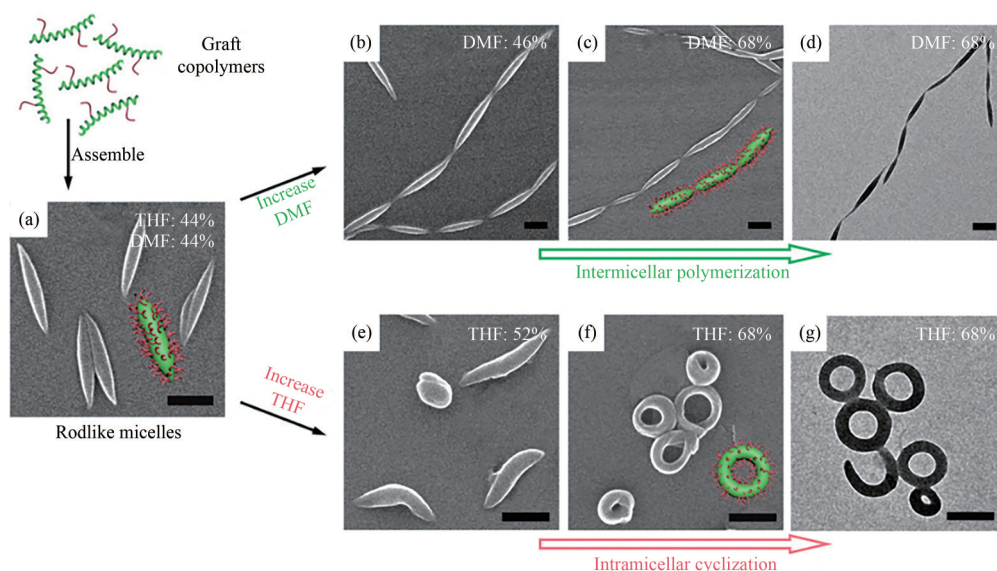 Graft
copolymers
Assemble
(a)
THF: 44%
DMF: 44%
Rodlike micelles
Increase
DMF
(b)
DMF: 46%
(c)
DMF: 68%
(d)
DMF: 68%
Intermicellar polymerization
Increase
THF
(e)
THF: 52%
(f)
THF: 68%
(g)
THF: 68%
Intramicellar cyclization